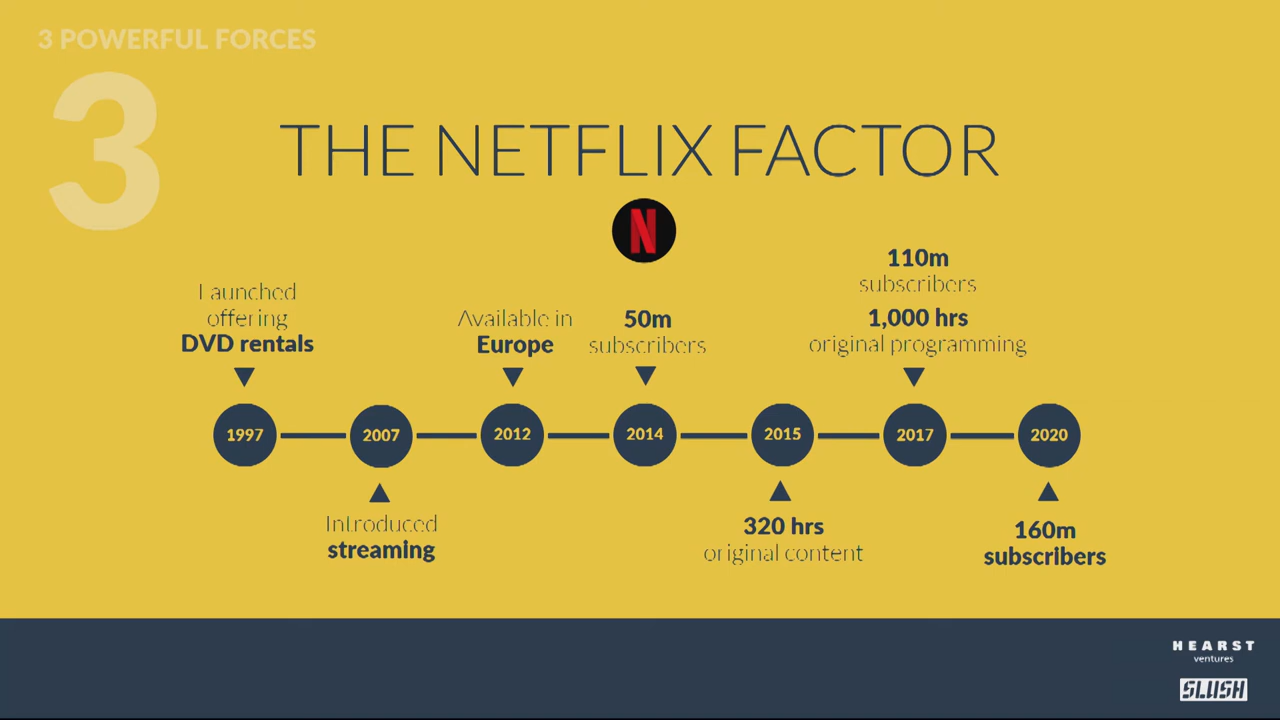 3 POWERFUL FORCES
3
THE NETFLIX FACTOR
N
Launched
offering
DVD rentals
Available in
Europe
50m
subscribers
110m
subscribers
1,000 hrs
original programming
1997
2007
2012
2014
2015
2017
2020
Introduced
streaming
320 hrs
original content
160m
subscribers
HEARST
ventures
SLUSH